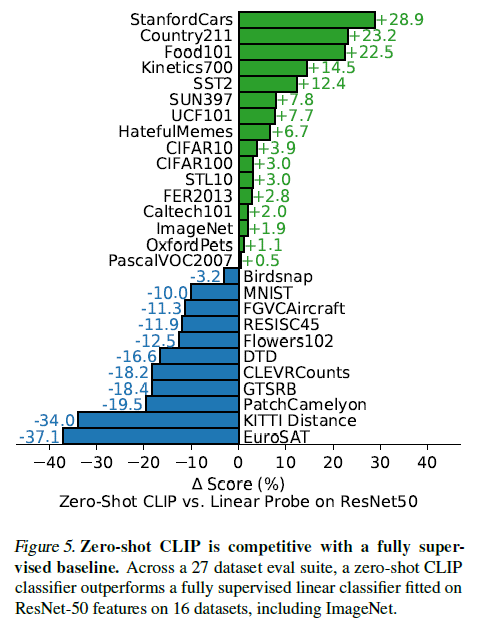 StanfordCars +28.9
Country211 +23.2
Food101 +22.5
Kinetics700 +14.5
SST2 +12.4
SUN397 +7.8
UCF101 +7.7
HatefulMemes +6.7
CIFAR10 +3.9
CIFAR100 +3.0
STL10 +3.0
FER2013 +2.8
Caltech101 +2.0
ImageNet +1.9
OxfordPets +1.1
PascalVOC2007 +0.5
-3.2 Birdsnap
-10.0 MNIST
-11.3 FGVCAircraft
-11.9 RESISC45
-12.5 Flowers102
-16.6 DTD
-18.2 CLEVRCounts
-18.4 GTSRB
-19.5 PatchCamelyon
-34.0 KITTI Distance
-37.1 EuroSAT
−40 −30 −20 −10 0 10 20 30 40
Δ Score (%)
Zero-Shot CLIP vs. Linear Probe on ResNet50
Figure 5. Zero-shot CLIP is competitive with a fully super-
vised baseline. Across a 27 dataset eval suite, a zero-shot CLIP
classifier outperforms a fully supervised linear classifier fitted on
ResNet-50 features on 16 datasets, including ImageNet.